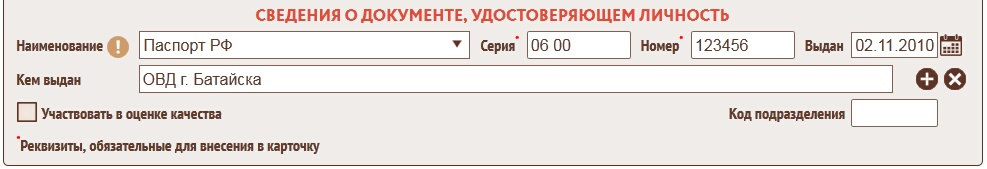 СВЕДЕНИЯ О ДОКУМЕНТЕ, УДОСТОВЕРЯЮЩЕМ ЛИЧНОСТЬ
Наименование ! Паспорт РФ Серия* 06 00 Номер* 123456 Выдан 02.11.2010
Кем выдан ОВД г. Батайска
Участвовать в оценке качества Код подразделения
*Реквизиты, обязательные для внесения в карточку